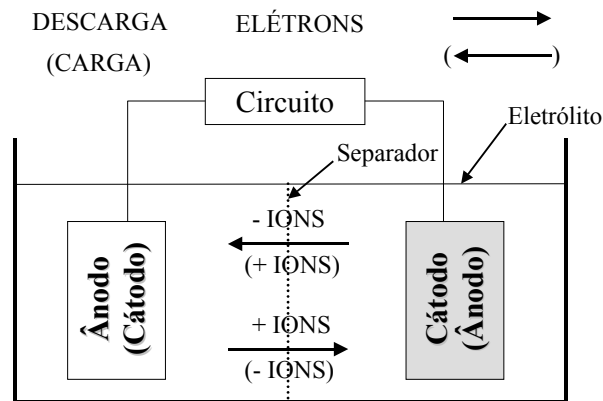 DESCARGA ELÉTRONS
(CARGA) ( )
Circuito
Eletrólito
Separador
- IONS
(+ IONS)
Ânodo
(Cátodo)
Cátodo
(Ânodo)
+ IONS
(- IONS)